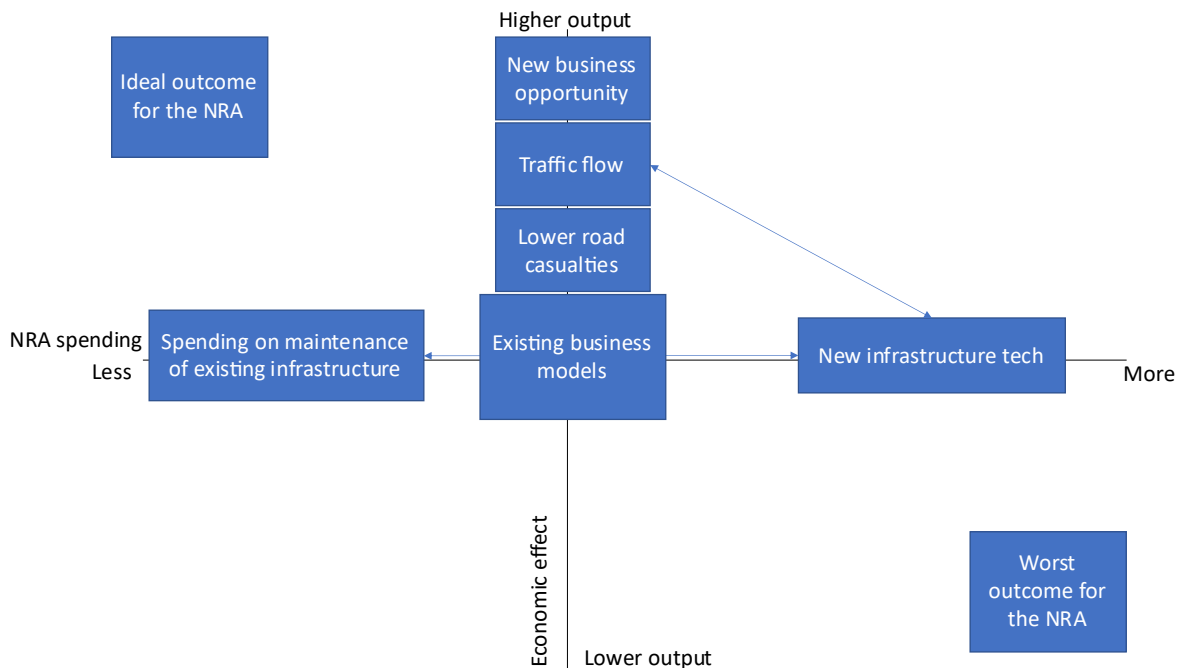 Higher output
Ideal outcome
for the NRA
New business
opportunity
Traffic flow
Lower road
casualties
NRA spending
Less
Spending on maintenance
of existing infrastructure
Existing business
models
New infrastructure tech
More
Economic effect
Worst
outcome for
the NRA
Lower output